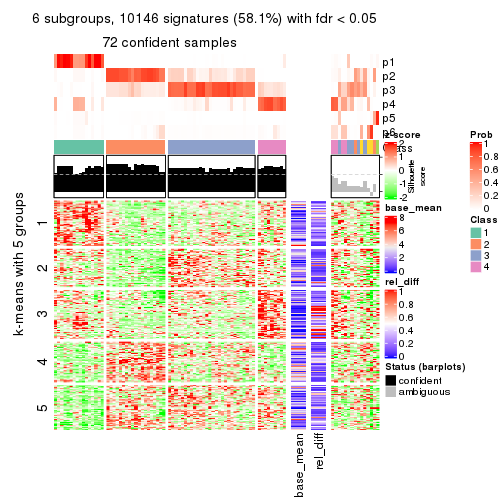 6 subgroups, 10146 signatures (58.1%) with fdr < 0.05
72 confident samples
p1
p2
p3
p4
p5
p6
Class
z-score
2
1
0
-1
-2
Silhouette
score
Prob
1
0.8
0.6
0.4
0.2
0
Class
1
2
3
4
base_mean
8
6
4
2
0
rel_diff
1
0.8
0.6
0.4
0.2
0
Status (barplots)
confident
ambiguous
k-means with 5 groups
1
2
3
4
5
base_mean
rel_diff